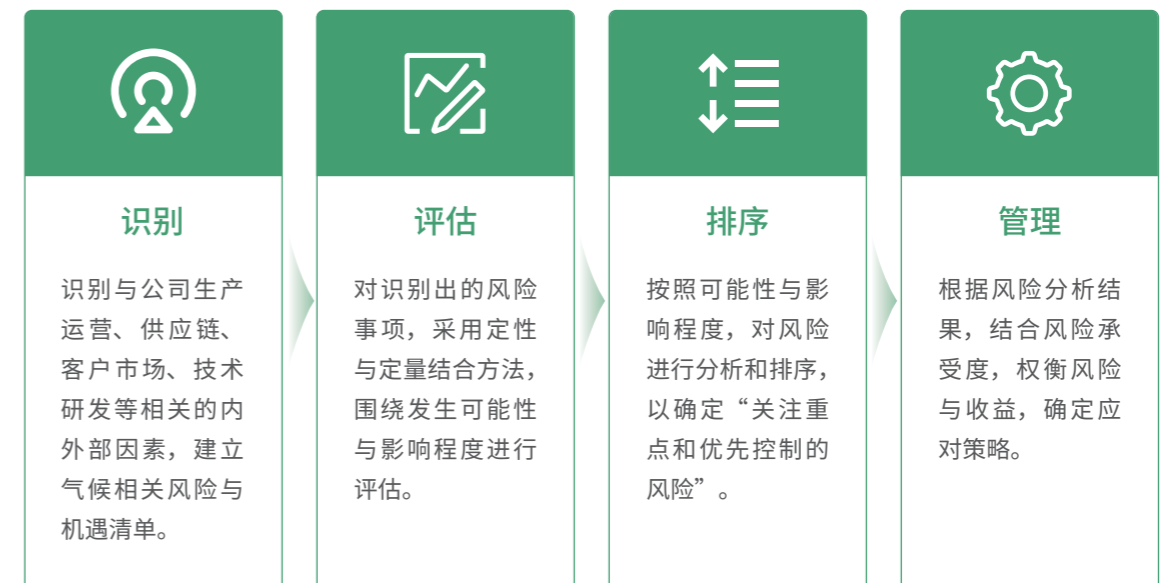 识别
识别与公司生产
运营、供应链、
客户市场、技术
研发等相关的内
外部因素，建立
气候相关风险与
机遇清单。
评估
对识别出的风险
事项，采用定性
与定量结合方法，
围绕发生可能性
与影响程度进行
评估。
排序
按照可能性与影
响程度，对风险
进行分析和排序，
以确定“关注重
点和优先控制的
风险”。
管理
根据风险分析结
果，结合风险承
受度，权衡风险
与收益，确定应
对策略。